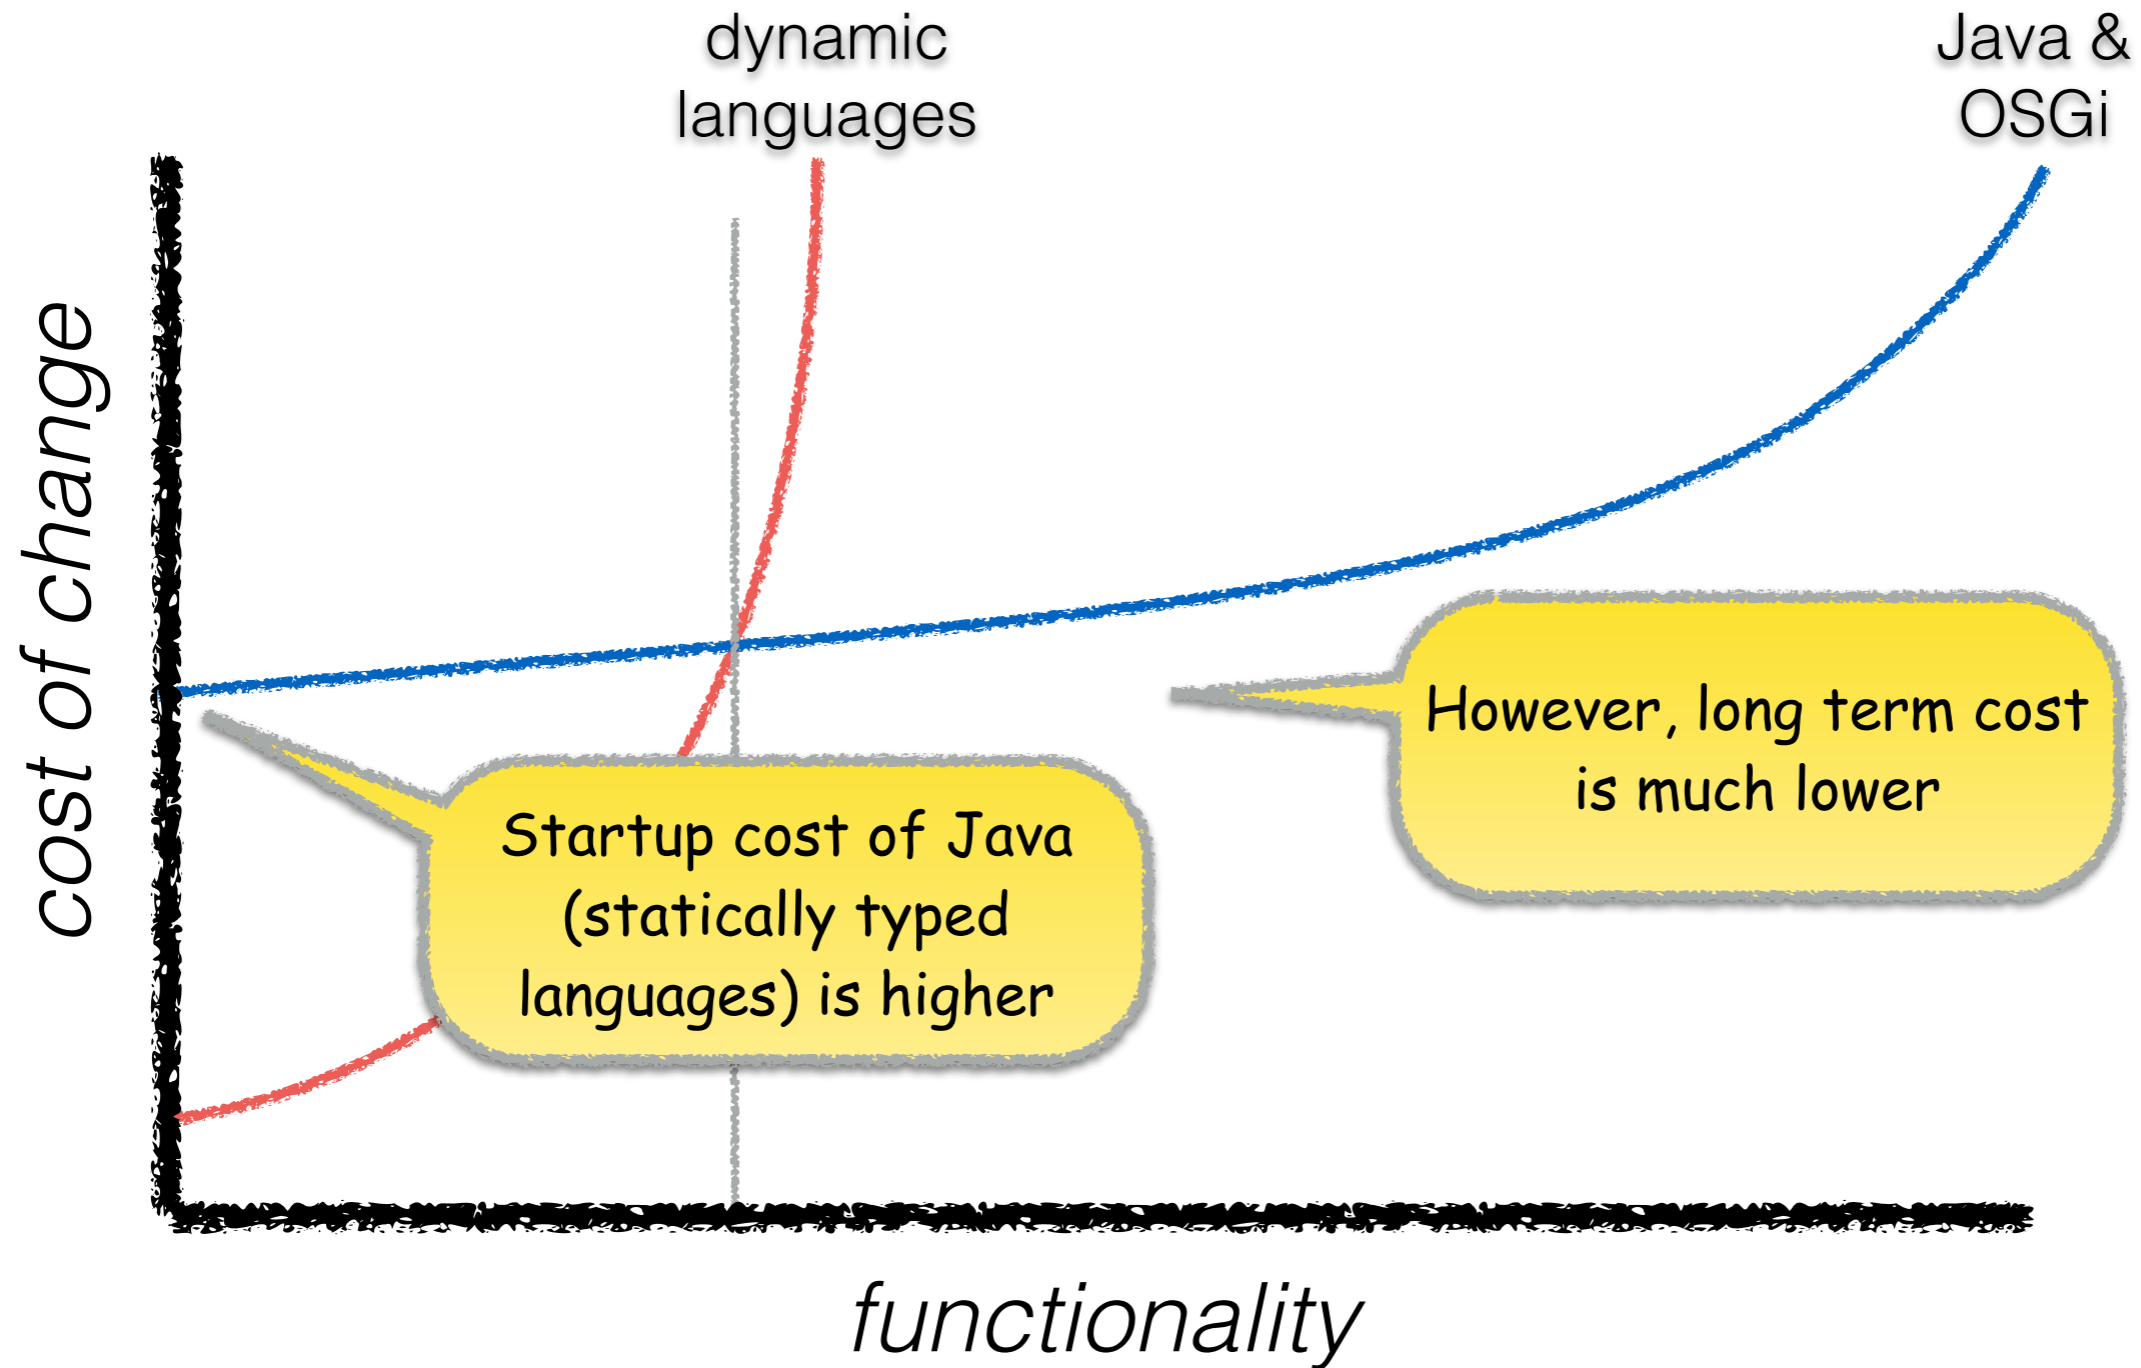 dynamic
languages
Java &
OSGi
cost of change
However, long term cost
is much lower
Startup cost of Java
(statically typed
languages) is higher
functionality